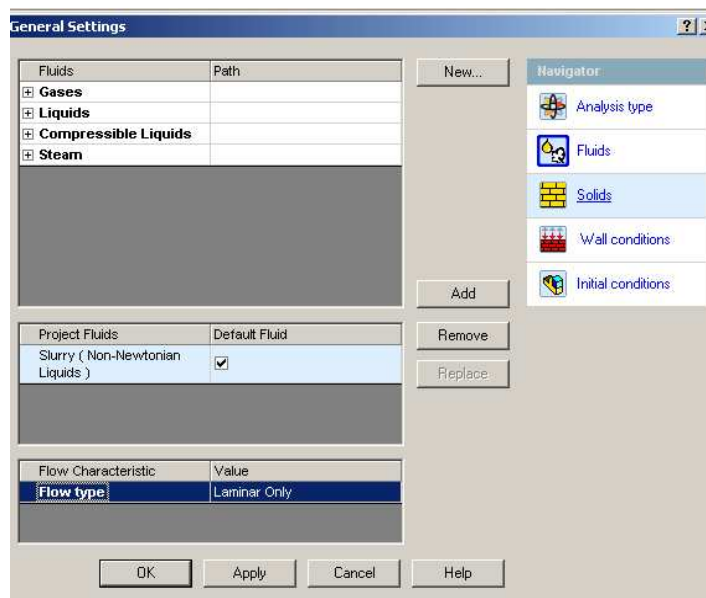 General Settings
Fluids Path
Gases
Liquids
Compressible Liquids
Steam
New...
Add
Project Fluids Default Fluid
Slurry ( Non-Newtonian
Liquids )
Remove
Replace
Flow Characteristic Value
Flow type Laminar Only
OK Apply Cancel Help
Navigator
Analysis type
Fluids
Solids
Wall conditions
Initial conditions